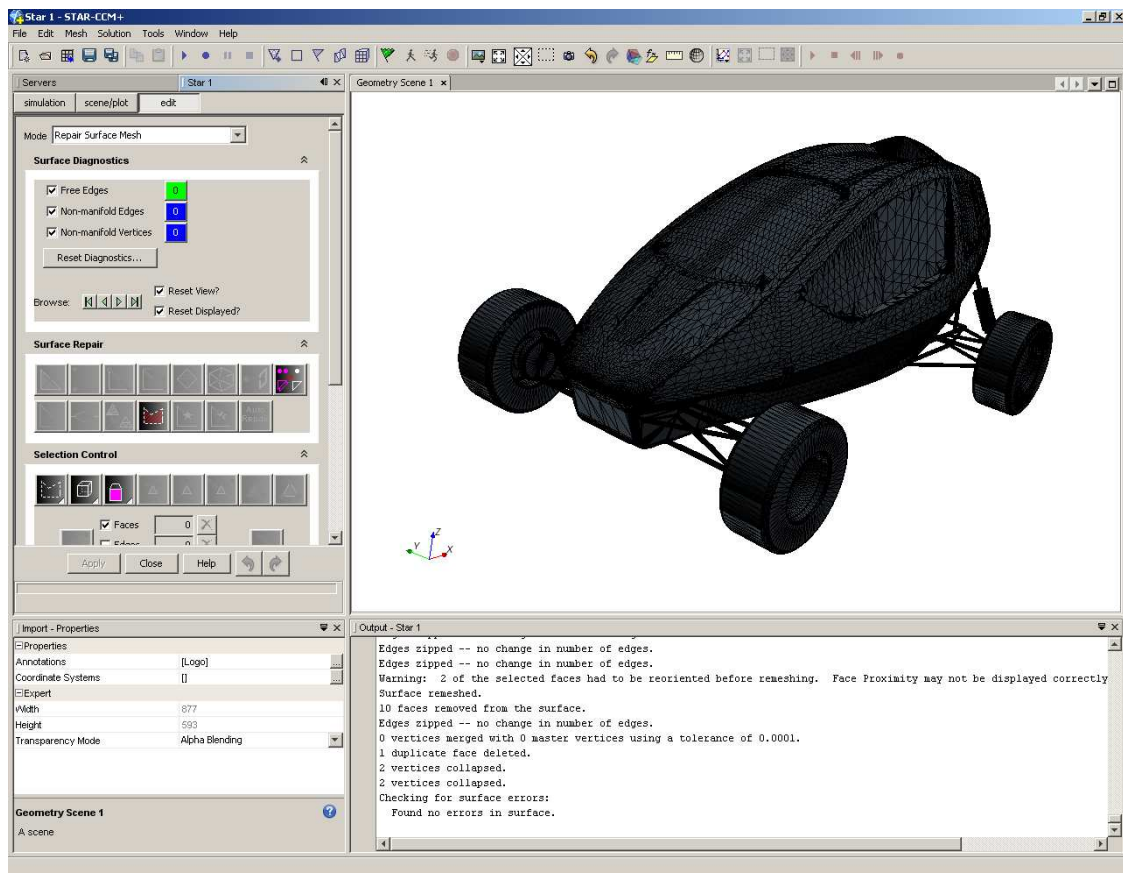 Star 1 - STAR-CCM+
File Edit Mesh Solution Tools Window Help
Servers Star 1
Geometry Scene 1
simulation scene/plot edit
Mode Repair Surface Mesh
Surface Diagnostics
Free Edges 0
Non-manifold Edges 0
Non-manifold Vertices 0
Reset Diagnostics...
Browse: Reset View?
Reset Displayed?
Surface Repair
Auto Repair
Selection Control
Faces 0
Edges 0
Apply Close Help
Z
Y X
Import - Properties
Properties
Annotations [Logo] ...
Coordinate Systems [] ...
Expert
Width 877
Height 593
Transparency Mode Alpha Blending
Geometry Scene 1
A scene
Output - Star 1
Edges zipped -- no change in number of edges.
Edges zipped -- no change in number of edges.
Warning: 2 of the selected faces had to be reoriented before remeshing. Face Proximity may not be displayed correctly
Surface remeshed.
10 faces removed from the surface.
Edges zipped -- no change in number of edges.
0 vertices merged with 0 master vertices using a tolerance of 0.0001.
1 duplicate face deleted.
2 vertices collapsed.
2 vertices collapsed.
Checking for surface errors:
Found no errors in surface.